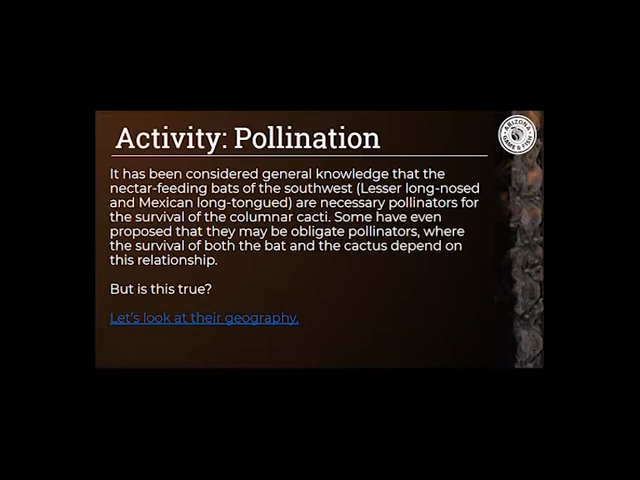 Activity: Pollination
ARIZONA
GAME & FISH
It has been considered general knowledge that the
nectar-feeding bats of the southwest (Lesser long-nosed
and Mexican long-tongued) are necessary pollinators for
the survival of the columnar cacti. Some have even
proposed that they may be obligate pollinators, where
the survival of both the bat and the cactus depend on
this relationship.
But is this true?
Let's look at their geography.